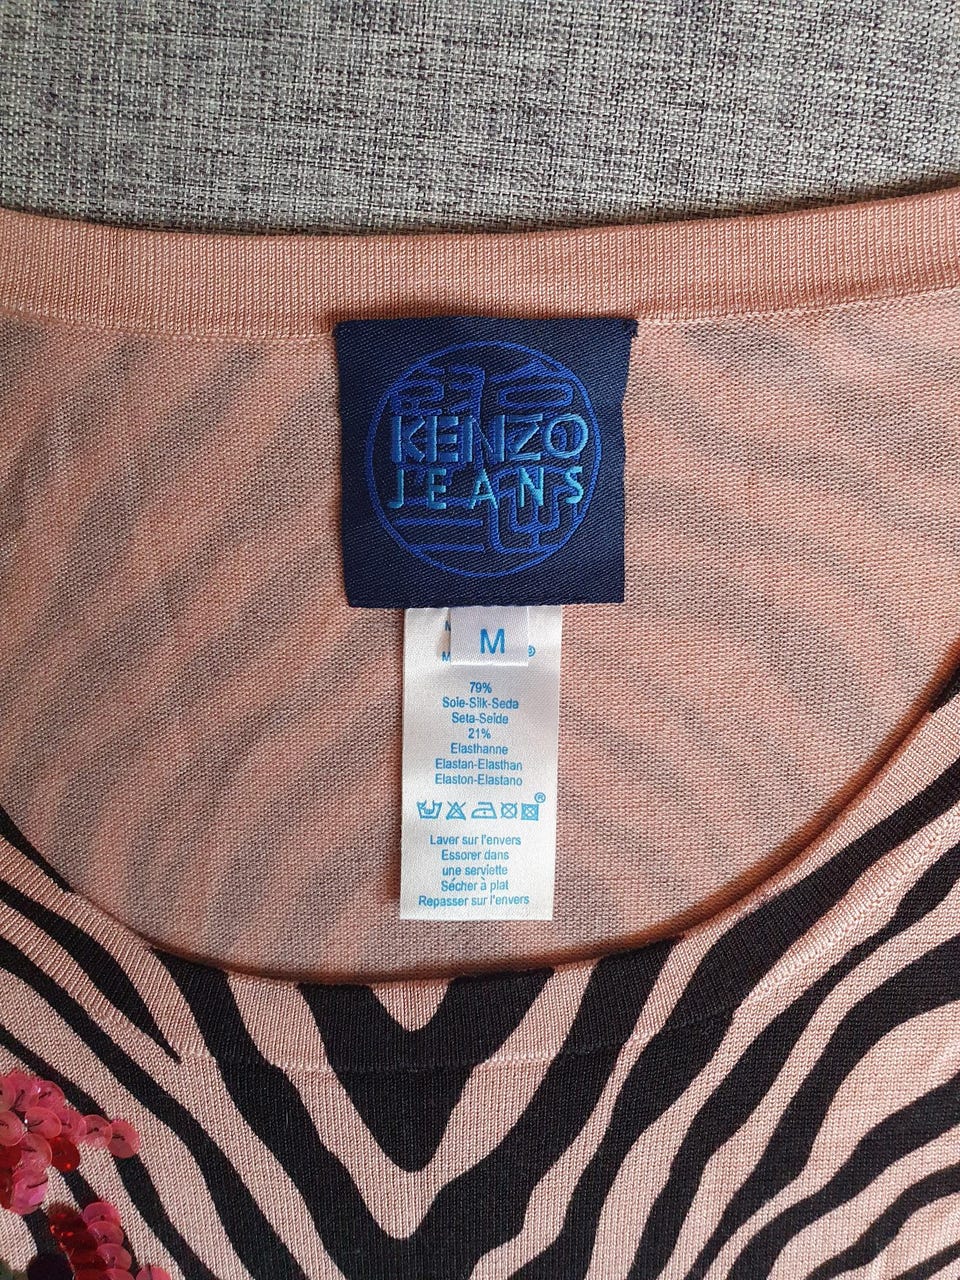 KENZO
JEANS
M
79%
Soie-Silk-Seda
Seta-Seide
21%
Elasthanne
Elastan-Elasthan
Elaston-Elastano
®
Laver sur l'envers
Essorer dans
une serviette
Sécher à plat
Repasser sur l'envers